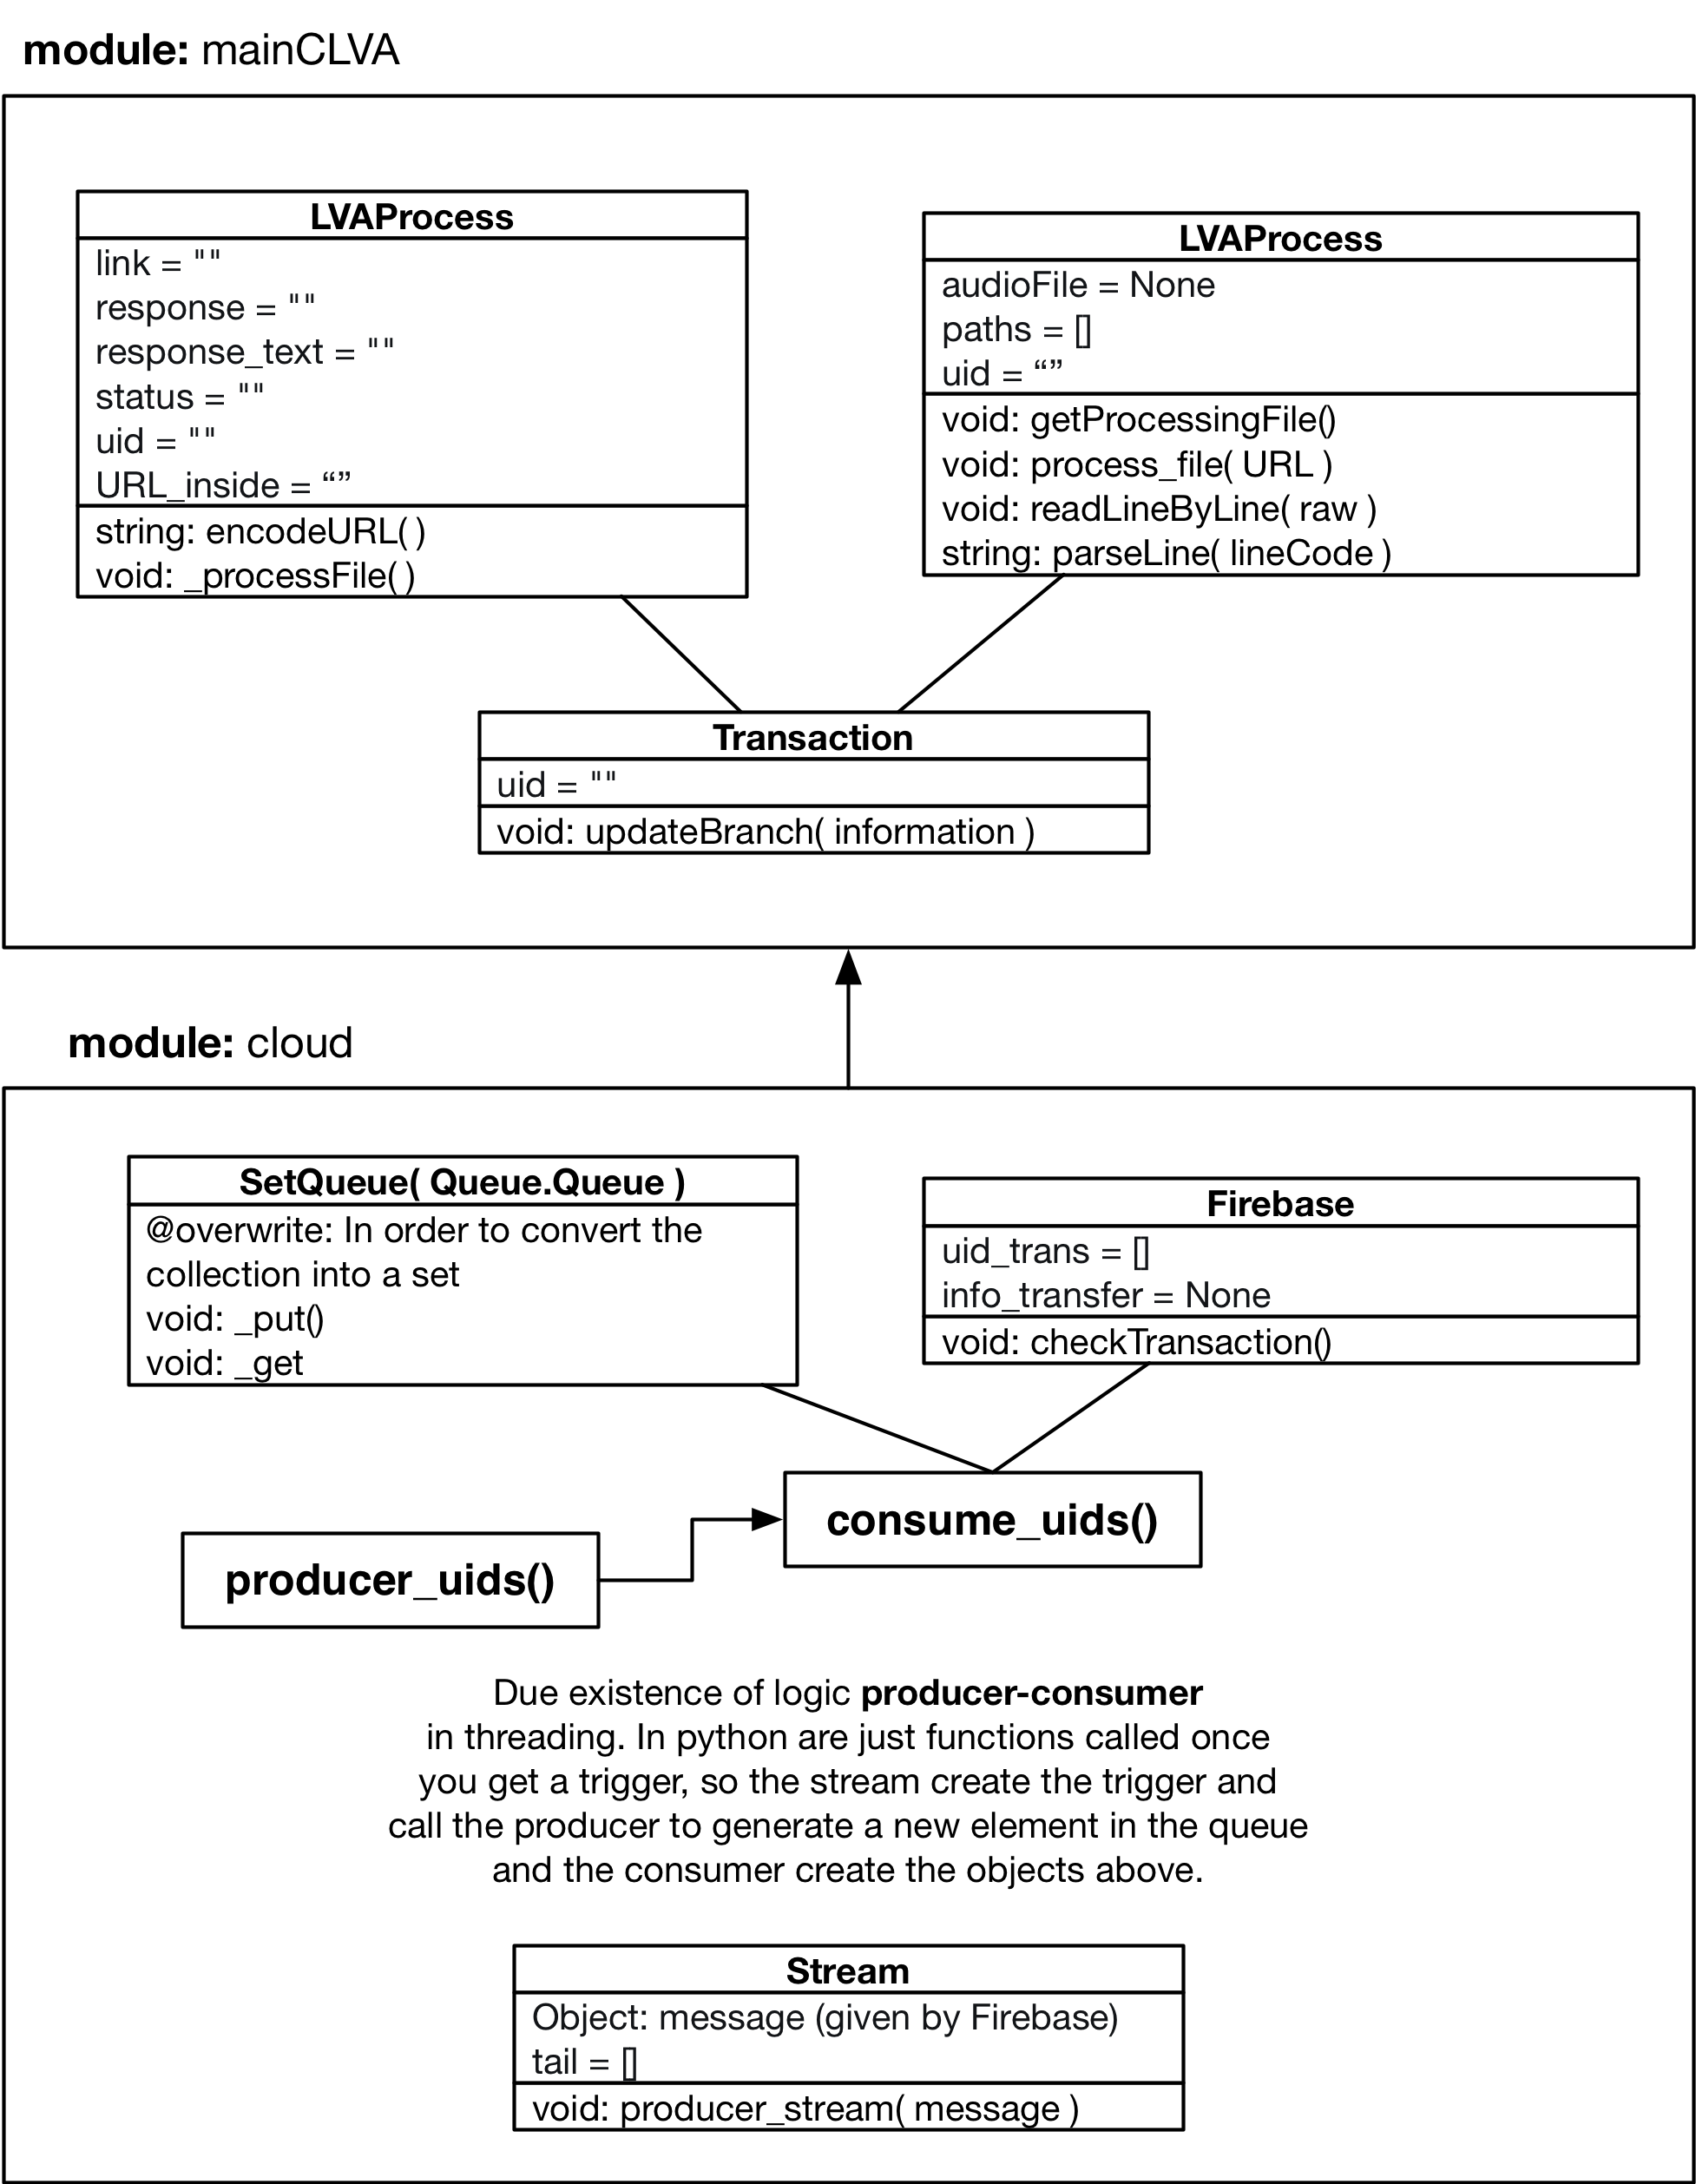 module: mainCLVA
LVAProcess
link = ""
response = ""
response_text = ""
status = ""
uid = ""
URL_inside = “”
string: encodeURL( )
void: _processFile( )
LVAProcess
audioFile = None
paths = []
uid = “”
void: getProcessingFile()
void: process_file( URL )
void: readLineByLine( raw )
string: parseLine( lineCode )
Transaction
uid = ""
void: updateBranch( information )
module: cloud
SetQueue( Queue.Queue )
@overwrite: In order to convert the
collection into a set
void: _put()
void: _get
Firebase
uid_trans = []
info_transfer = None
void: checkTransaction()
consume_uids()
producer_uids()
Due existence of logic producer-consumer
in threading. In python are just functions called once
you get a trigger, so the stream create the trigger and
call the producer to generate a new element in the queue
and the consumer create the objects above.
Stream
Object: message (given by Firebase)
tail = []
void: producer_stream( message )